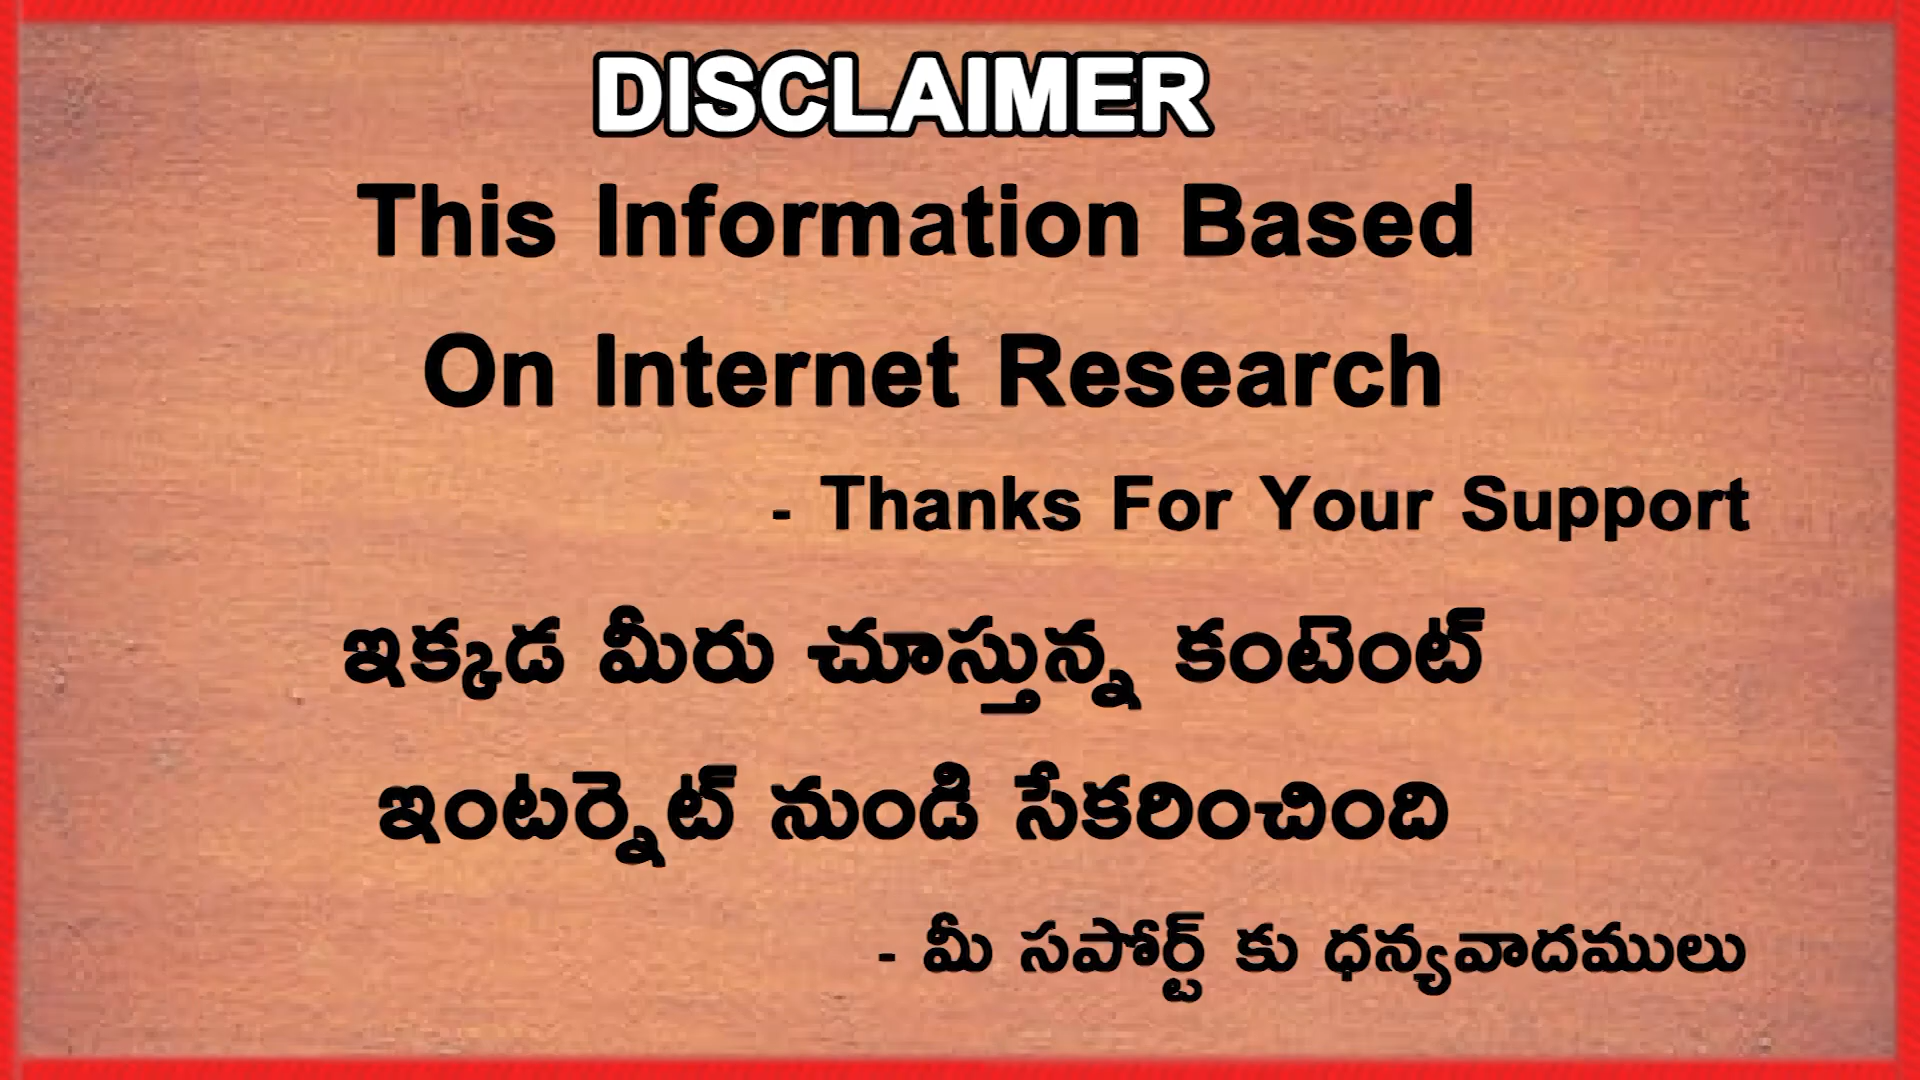 DISCLAIMER
This Information Based
On Internet Research
- Thanks For Your Support
ఇక్కడ మీరు చూస్తున్న కంటెంట్
ఇంటర్నెట్ నుండి సేకరించింది
- మీ సపోర్ట్ కు ధన్యవాదములు